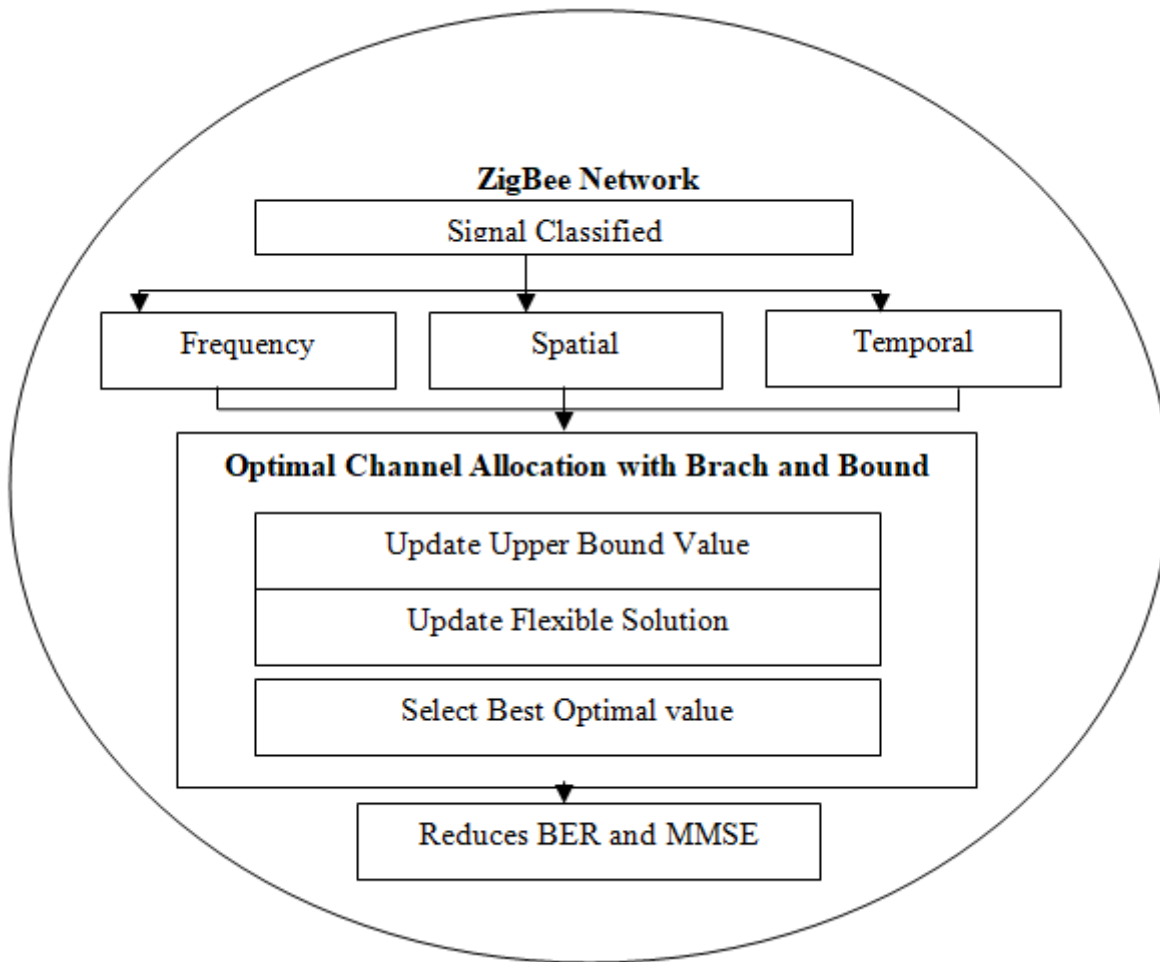 ZigBee Network
Signal Classified
Frequency
Spatial
Temporal
Optimal Channel Allocation with Brach and Bound
Update Upper Bound Value
Update Flexible Solution
Select Best Optimal value
Reduces BER and MMSE